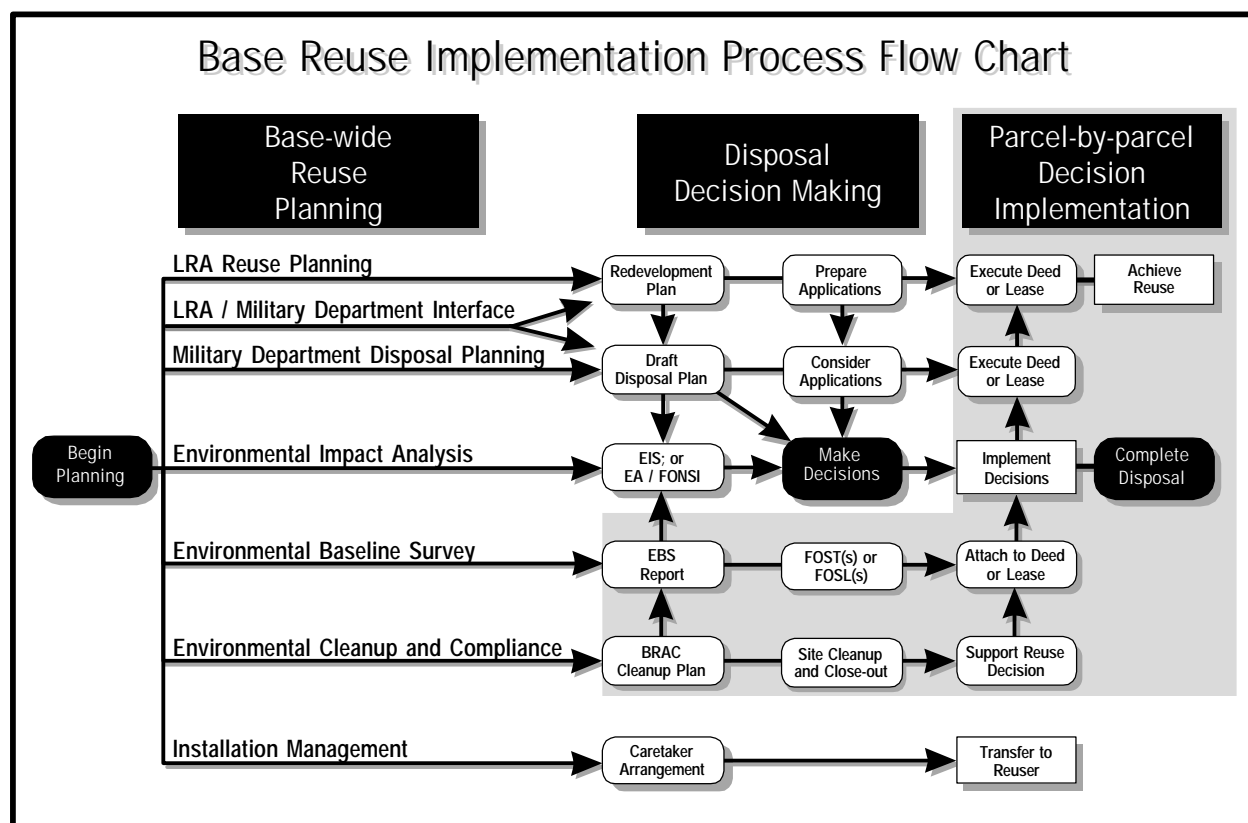 Base Reuse Implementation Process Flow Chart
Base-wide
Reuse
Planning
Disposal
Decision Making
Parcel-by-parcel
Decision
Implementation
LRA Reuse Planning
Redevelopment
Plan
Prepare
Applications
Execute Deed
or Lease
Achieve
Reuse
LRA / Military Department Interface
Military Department Disposal Planning
Draft
Disposal Plan
Consider
Applications
Execute Deed
or Lease
Begin
Planning
Environmental Impact Analysis
EIS; or
EA / FONSI
Make
Decisions
Implement
Decisions
Complete
Disposal
Environmental Baseline Survey
EBS
Report
FOST(s) or
FOSL(s)
Attach to Deed
or Lease
Environmental Cleanup and Compliance
BRAC
Cleanup Plan
Site Cleanup
and Close-out
Support Reuse
Decision
Installation Management
Caretaker
Arrangement
Transfer to
Reuser